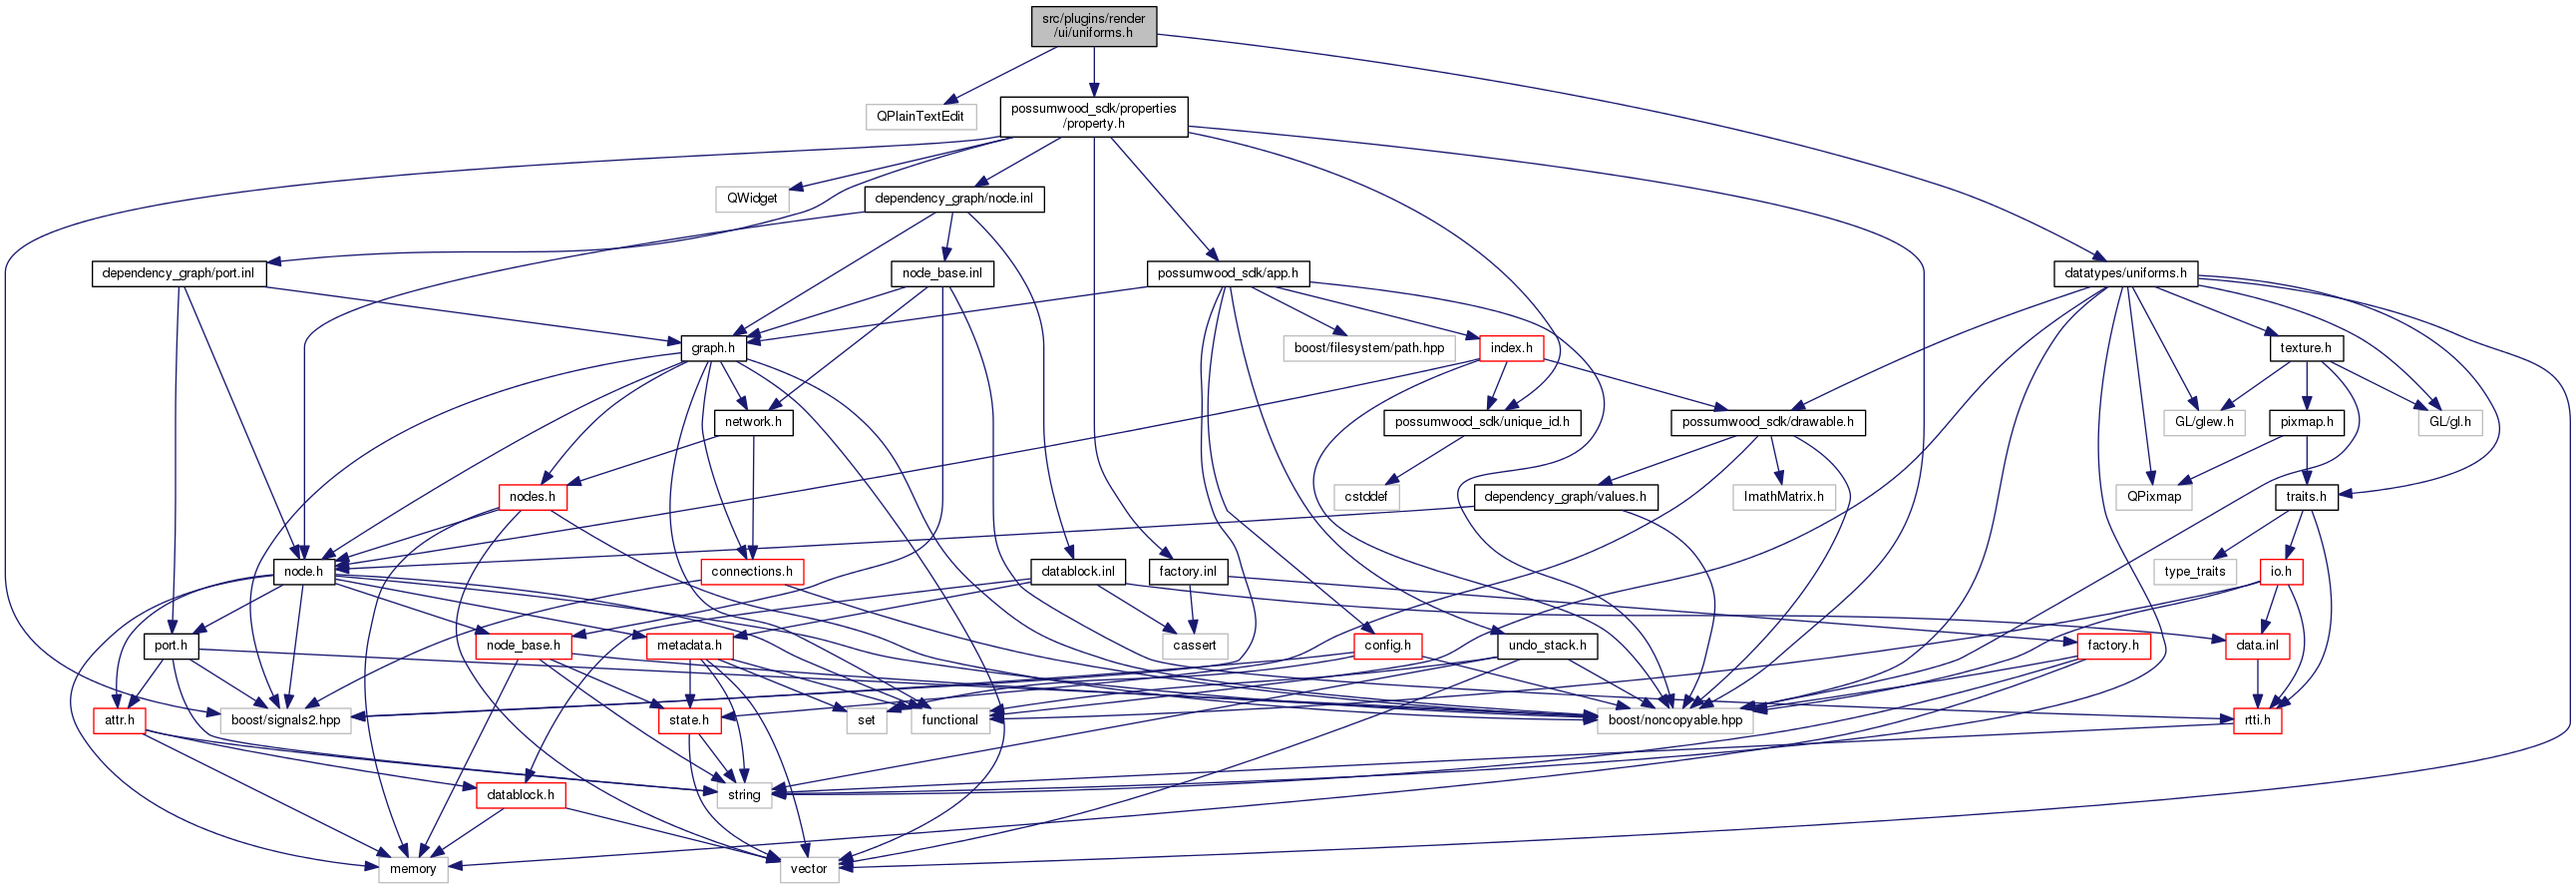 src/plugins/render
/ui/uniforms.h
QPlainTextEdit
possumwood_sdk/properties
/property.h
QWidget
dependency_graph/node.inl
dependency_graph/port.inl
node_base.inl
possumwood_sdk/app.h
datatypes/uniforms.h
graph.h
boost/filesystem/path.hpp
index.h
texture.h
network.h
possumwood_sdk/unique_id.h
possumwood_sdk/drawable.h
GL/glew.h
pixmap.h
GL/gl.h
nodes.h
cstddef
dependency_graph/values.h
ImathMatrix.h
QPixmap
traits.h
node.h
connections.h
datablock.inl
factory.inl
type_traits
io.h
port.h
node_base.h
metadata.h
cassert
config.h
undo_stack.h
factory.h
data.inl
attr.h
boost/signals2.hpp
state.h
set
functional
boost/noncopyable.hpp
rtti.h
datablock.h
string
memory
vector